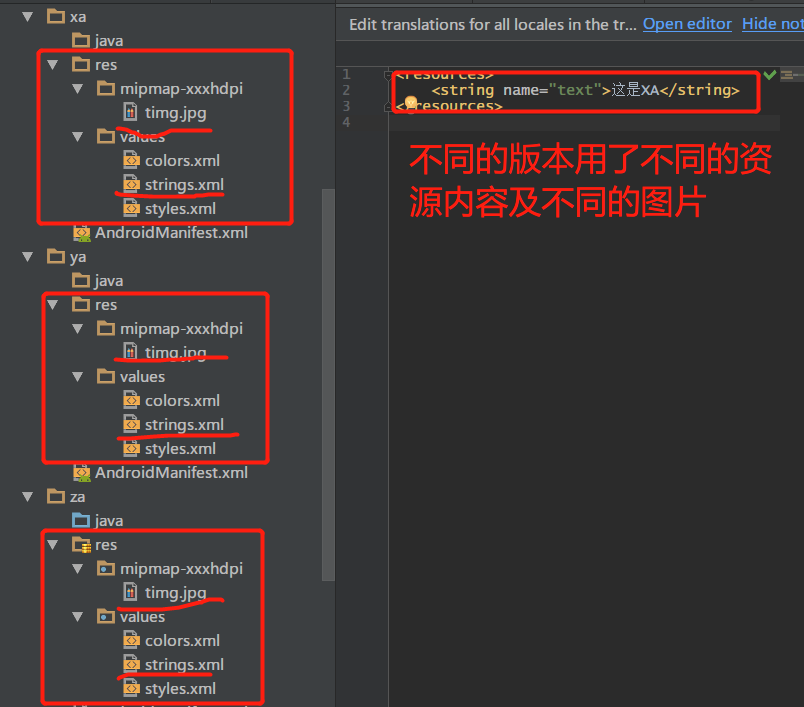 xa
java
res
mipmap-xxxhdpi
timg.jpg
values
colors.xml
strings.xml
styles.xml
AndroidManifest.xml
ya
java
res
mipmap-xxxhdpi
timg.jpg
values
colors.xml
strings.xml
styles.xml
AndroidManifest.xml
za
java
res
mipmap-xxxhdpi
timg.jpg
values
colors.xml
strings.xml
styles.xml
Edit translations for all locales in the tr... Open editor Hide not
1 <resources>
2 <string name="text">这是XA</string>
3 </resources>
4
不同的版本用了不同的资
源内容及不同的图片